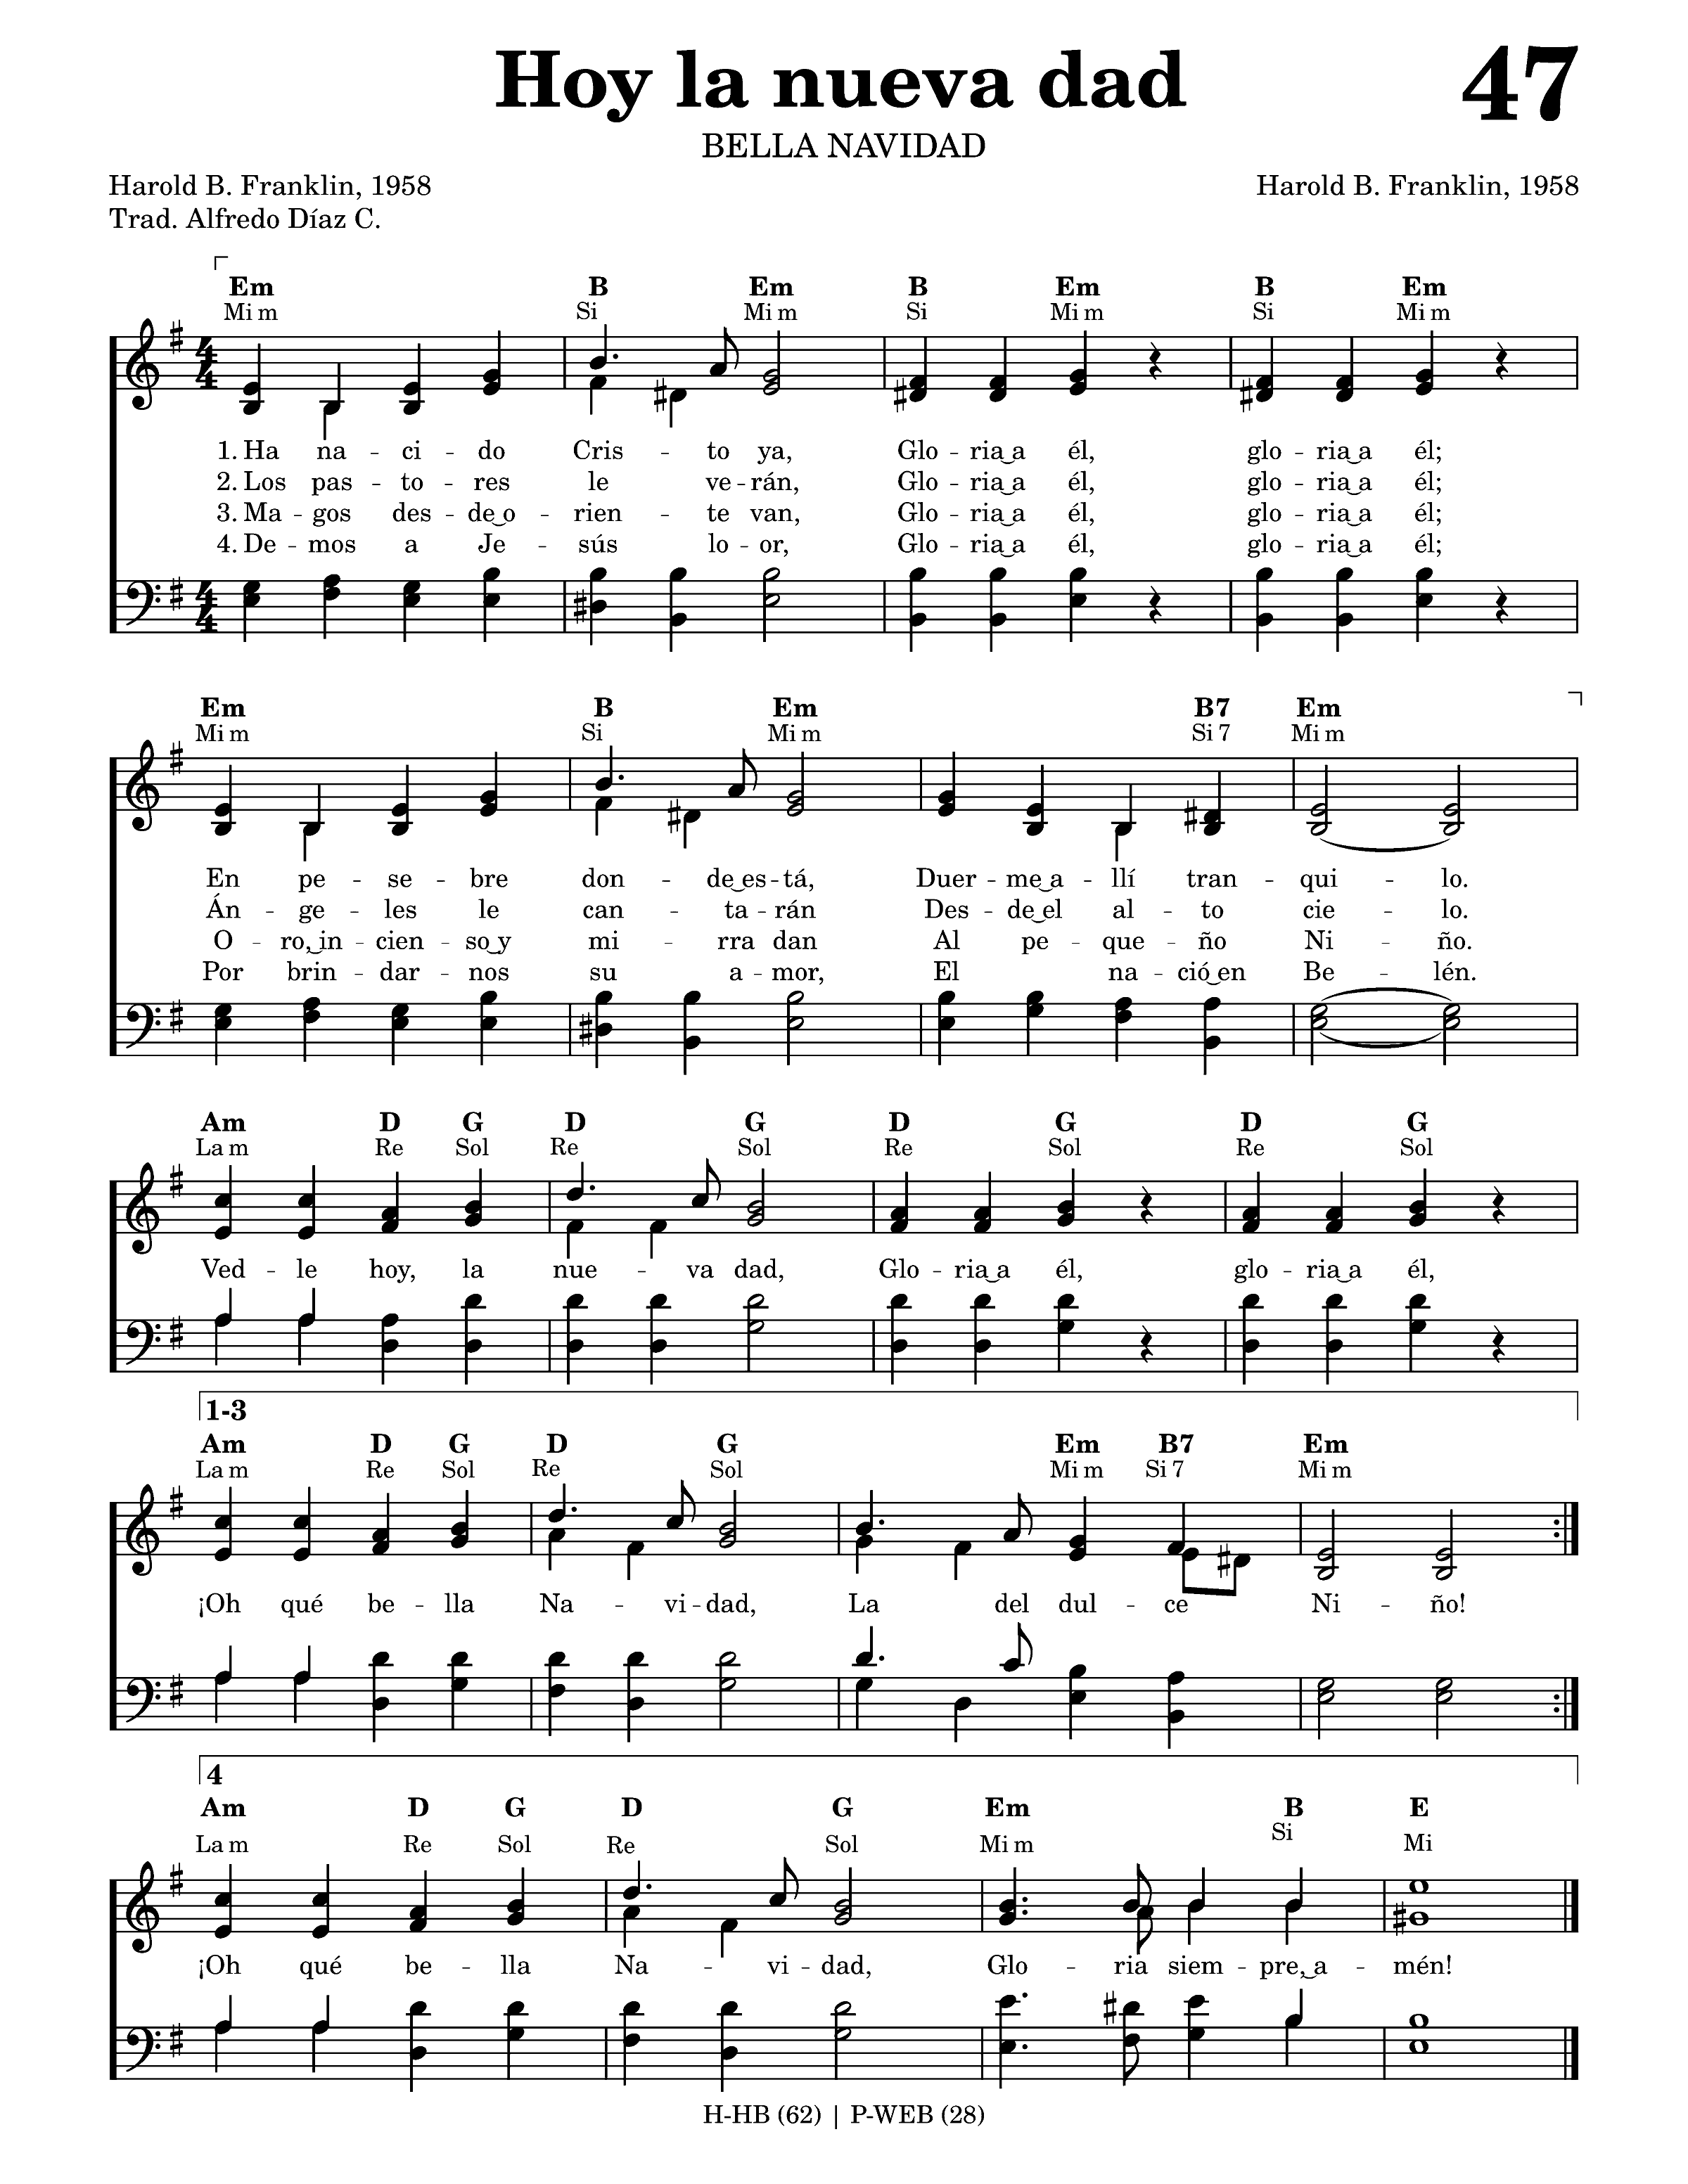 Hoy la nueva dad
47
BELLA NAVIDAD
Harold B. Franklin, 1958
Harold B. Franklin, 1958
Trad. Alfredo Díaz C.
Em B Em B Em B Em
Mi m Si Mi m Si Mi m Si Mi m
4 4
1. Ha na - ci - do Cris - to ya, Glo - ria‿a él, glo - ria‿a él;
2. Los pas - to - res le ve - rán, Glo - ria‿a él, glo - ria‿a él;
3. Ma - gos des - de‿o - rien - te van, Glo - ria‿a él, glo - ria‿a él;
4. De - mos a Je - sús lo - or, Glo - ria‿a él, glo - ria‿a él;
4 4
Em B Em B7 Em
Mi m Si Mi m Si 7 Mi m
En pe - se - bre don - de‿es - tá, Duer - me‿a - llí tran - qui - lo.
Án - ge - les le can - ta - rán Des - de‿el al - to cie - lo.
O - ro,‿in - cien - so‿y mi - rra dan Al pe - que - ño Ni - ño.
Por brin - dar - nos su a - mor, El na - ció‿en Be - lén.
Am D G D G D G D G
La m Re Sol Re Sol Re Sol Re Sol
Ved - le hoy, la nue - va dad, Glo - ria‿a él, glo - ria‿a él,
1-3
Am D G D G Em B7 Em
La m Re Sol Re Sol Mi m Si 7 Mi m
¡Oh qué be - lla Na - vi - dad, La del dul - ce Ni - ño!
4
Am D G D G Em B E
La m Re Sol Re Sol Mi m Si Mi
¡Oh qué be - lla Na - vi - dad, Glo - ria siem - pre,‿a - mén!
H-HB (62) | P-WEB (28)